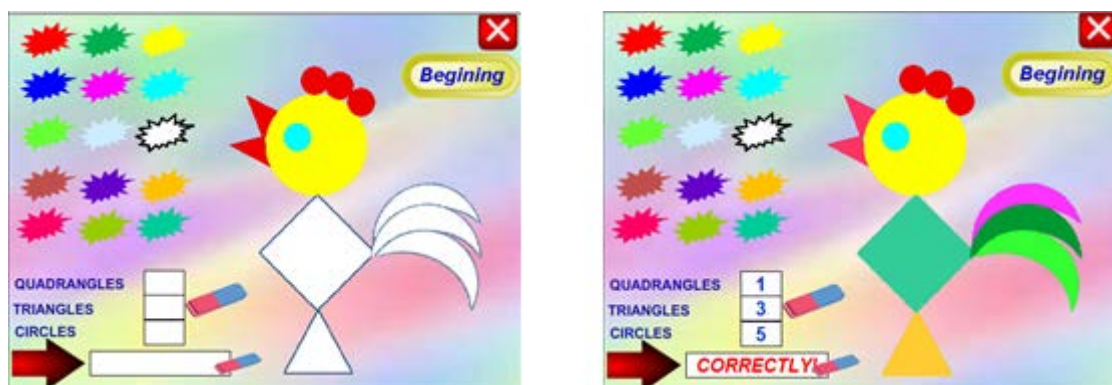 Begining
QUADRANGLES
TRIANGLES
CIRCLES
Begining
QUADRANGLES 1
TRIANGLES 3
CIRCLES 5
CORRECTLY!